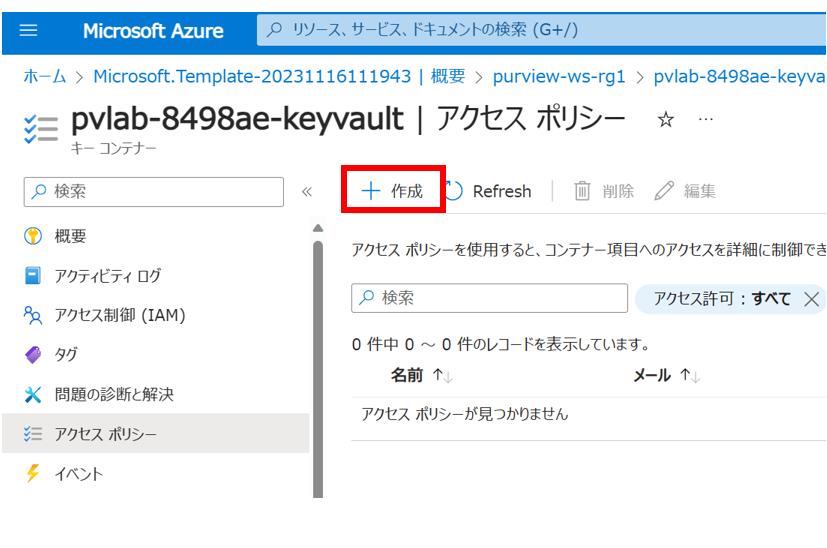 Microsoft Azure
リソース、サービス、ドキュメントの検索 (G+/)
ホーム > Microsoft.Template-20231116111943 | 概要 > purview-ws-rg1 > pvlab-8498ae-keyva
pvlab-8498ae-keyvault | アクセス ポリシー ☆ …
キー コンテナー
検索 «
+ 作成 Refresh 削除 編集
概要
アクティビティ ログ
アクセス制御 (IAM)
タグ
問題の診断と解決
アクセス ポリシー
イベント
アクセス ポリシーを使用すると、コンテナー項目へのアクセスを詳細に制御でき
検索 アクセス許可 : すべて ×
0 件中 0 ～ 0 件のレコードを表示しています。
名前 ↑↓ メール ↑↓
アクセス ポリシーが見つかりません